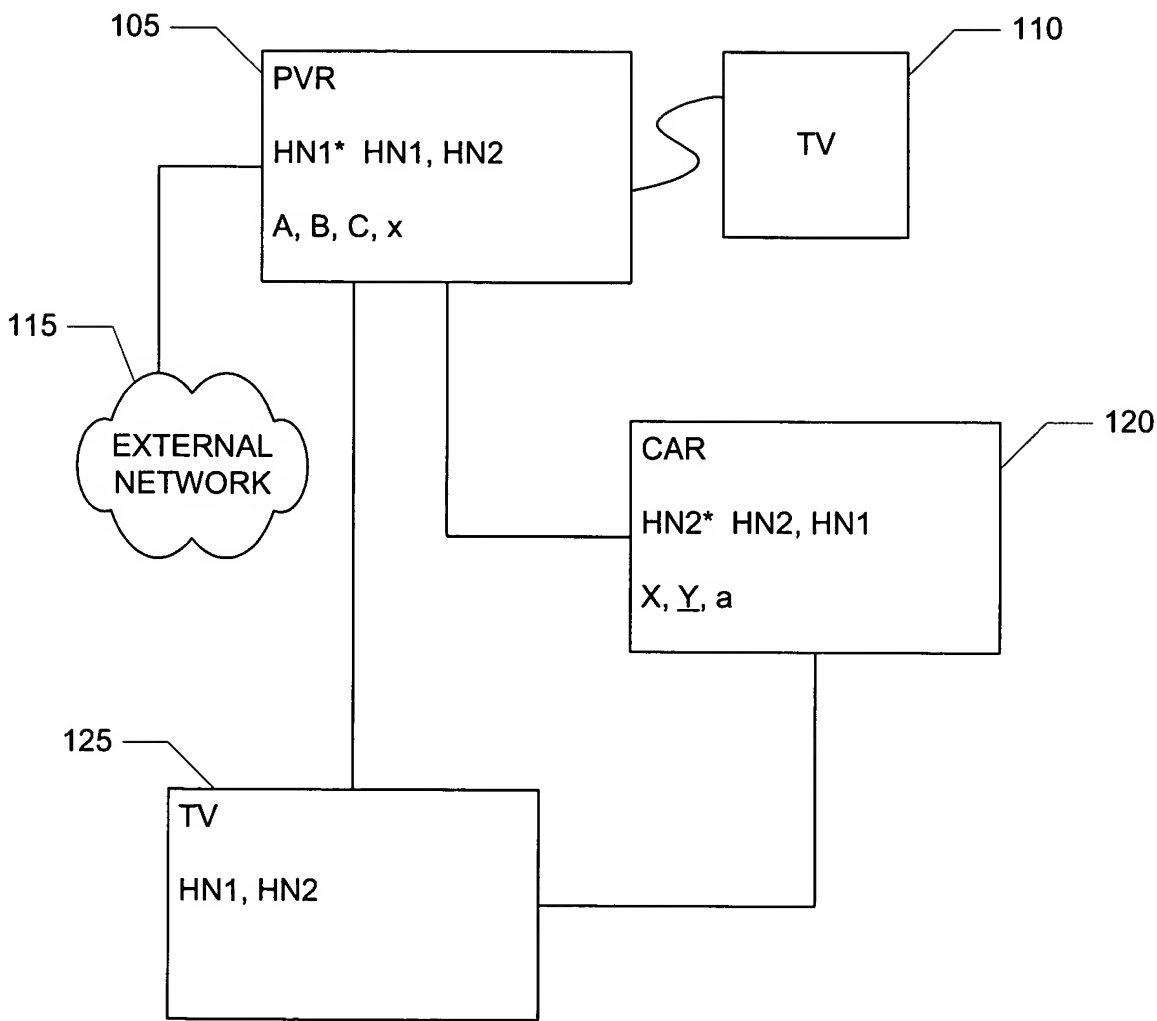 105
PVR
HN1* HN1, HN2
A, B, C, x
110
TV
115
EXTERNAL
NETWORK
120
CAR
HN2* HN2, HN1
X, Y, a
125
TV
HN1, HN2